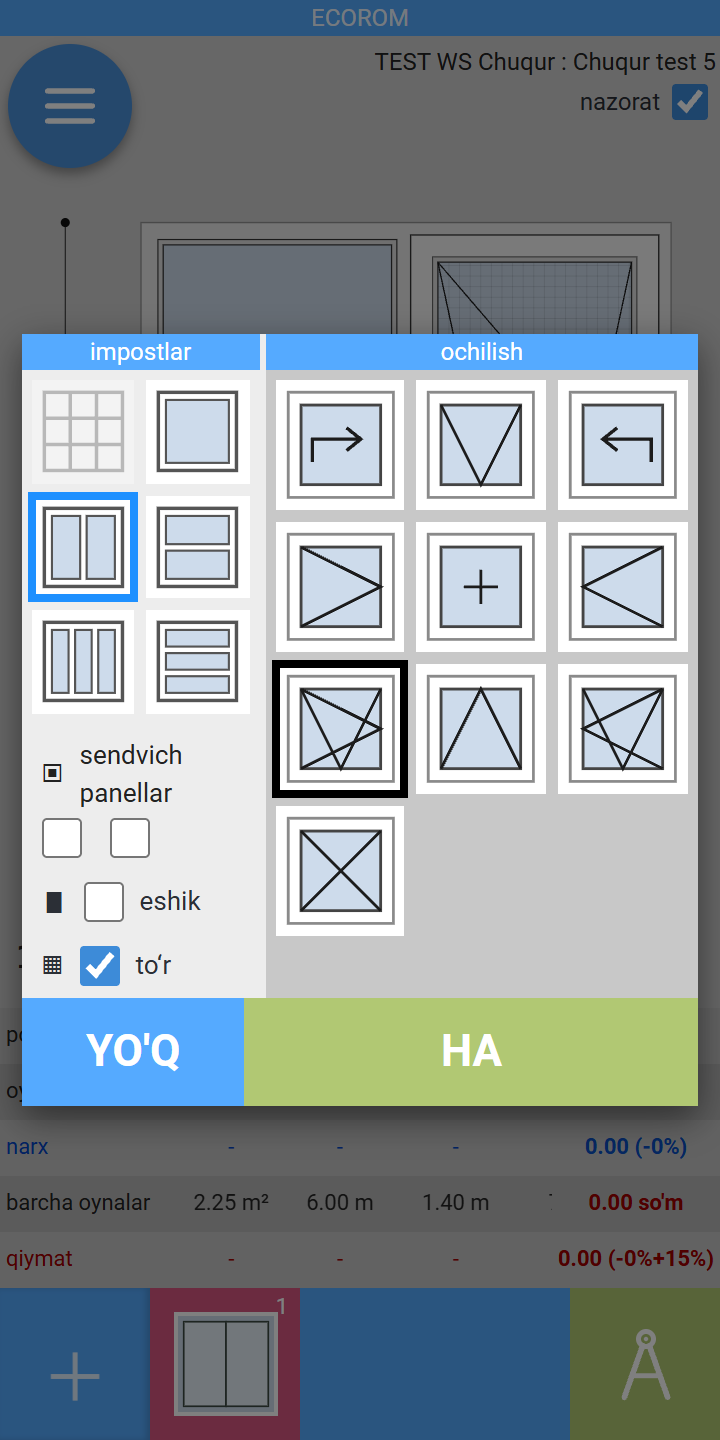 ECOROM
TEST WS Chuqur : Chuqur test 5
nazorat
impostlar
ochilish
sendvich
panellar
eshik
to‘r
YO'Q
HA
narx - - - 0.00 (-0%)
barcha oynalar 2.25 m² 6.00 m 1.40 m 0.00 so'm
qiymat - - - 0.00 (-0%+15%)
1